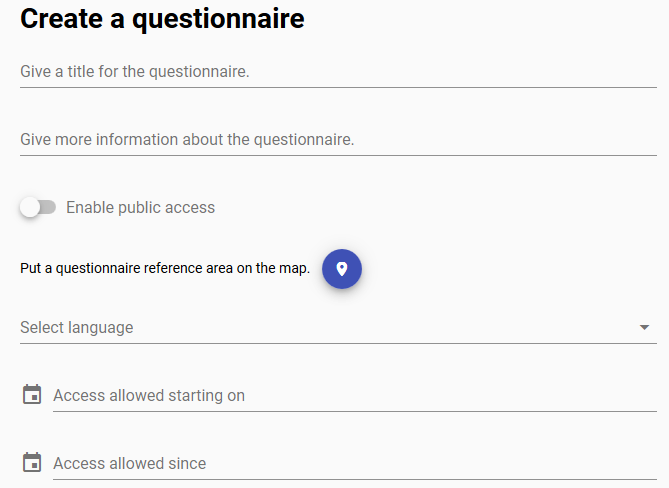 Create a questionnaire
Give a title for the questionnaire.
Give more information about the questionnaire.
Enable public access
Put a questionnaire reference area on the map.
Select language
Access allowed starting on
Access allowed since